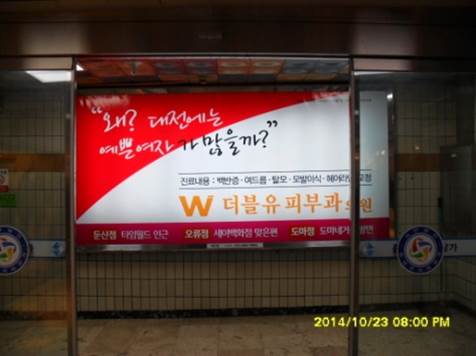 "왜? 대전에는
예쁜여자가 많을까?"
진료내용 : 백반증 · 여드름 · 탈모 · 모발이식 · 헤어라인교정
W 더블유피부과의원
둔산점 타임월드 인근 오류점 세이백화점 맞은편 도마점 도마네거리
2014/10/23 08:00 PM